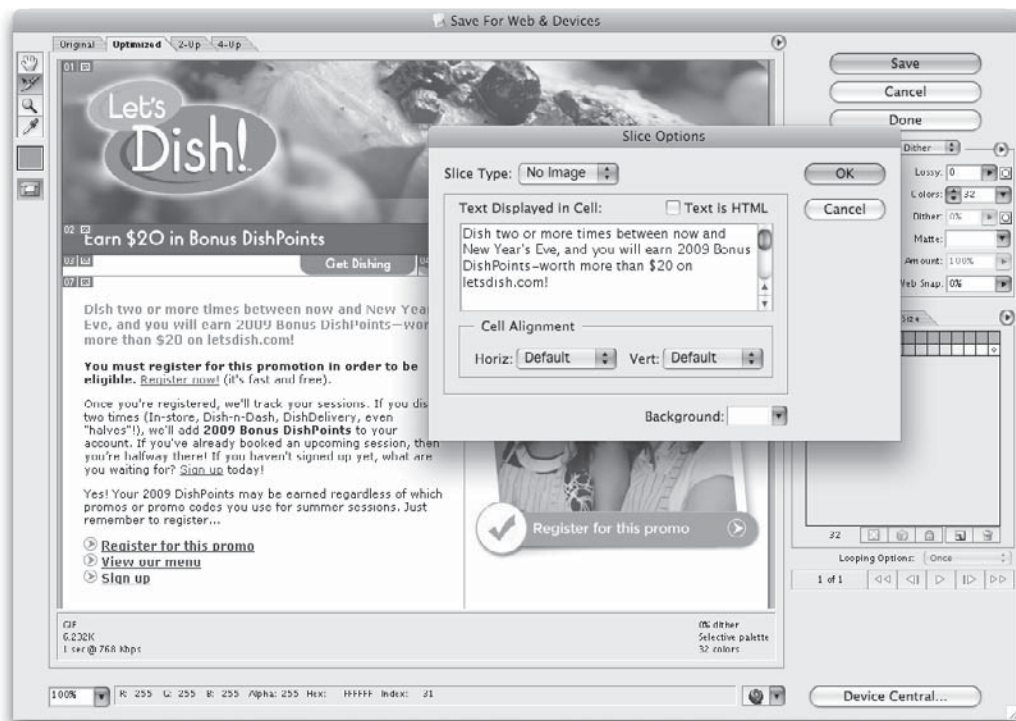 Save For Web & Devices
Original Optimized 2-Up 4-Up
01
Let's
Dish!
02 Earn $20 in Bonus DishPoints
03 Get Dishing 04
07
Dish two or more times between now and New Year
Eve, and you will earn 2009 Bonus DishPoints—wor
more than $20 on letsdish.com!
You must register for this promotion in order to be
eligible. Register now! (it's fast and free).
Once you're registered, we'll track your sessions. If you dis
two times (In-store, Dish-n-Dash, DishDelivery, even
"halves"!), we'll add 2009 Bonus DishPoints to your
account. If you've already booked an upcoming session, then
you're halfway there! If you haven't signed up yet, what are
you waiting for? Sign up today!
Yes! Your 2009 DishPoints may be earned regardless of which
promos or promo codes you use for summer sessions. Just
remember to register...
Register for this promo
View our menu
Sign up
Register for this promo
Slice Options
Slice Type: No Image
Text Displayed in Cell: Text is HTML
Dish two or more times between now and
New Year's Eve, and you will earn 2009 Bonus
DishPoints–worth more than $20 on
letsdish.com!
Cell Alignment
Horiz: Default Vert: Default
Background:
OK
Cancel
Save
Cancel
Done
Dither
Lossy: 0
Colors: 32
Dither: 0%
Matte:
Amount: 100%
Web Snap: 0%
Size
32
Looping Options: Once
1 of 1
GIF
6.232K
1 sec @ 768 Kbps
0% dither
Selective palette
32 colors
100% R: 255 G: 255 B: 255 Alpha: 255 Hex: FFFFFF Index: 31
Device Central...